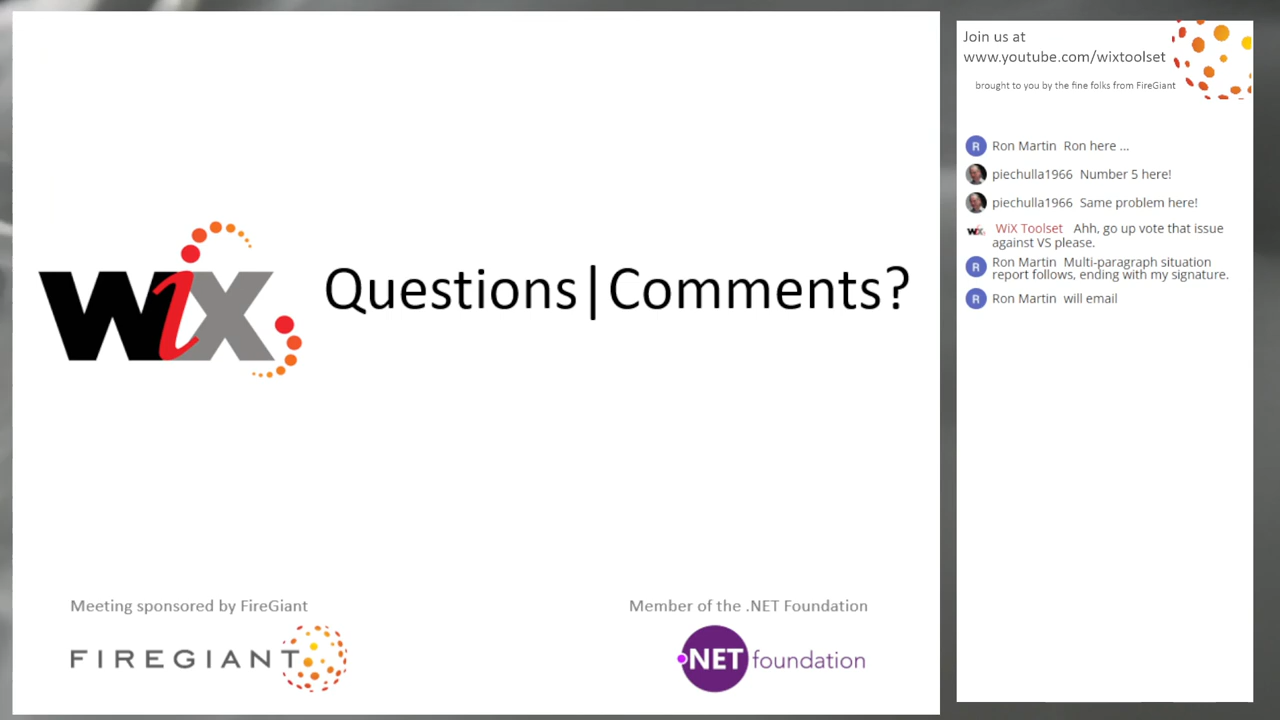 WiX
Questions|Comments?
Meeting sponsored by FireGiant
FIREGIANT
Member of the .NET Foundation
.NET foundation
Join us at
www.youtube.com/wixtoolset
brought to you by the fine folks from FireGiant
R Ron Martin Ron here ...
piechulla1966 Number 5 here!
piechulla1966 Same problem here!
WiX WiX Toolset Ahh, go up vote that issue
against VS please.
R Ron Martin Multi-paragraph situation
report follows, ending with my signature.
R Ron Martin will email